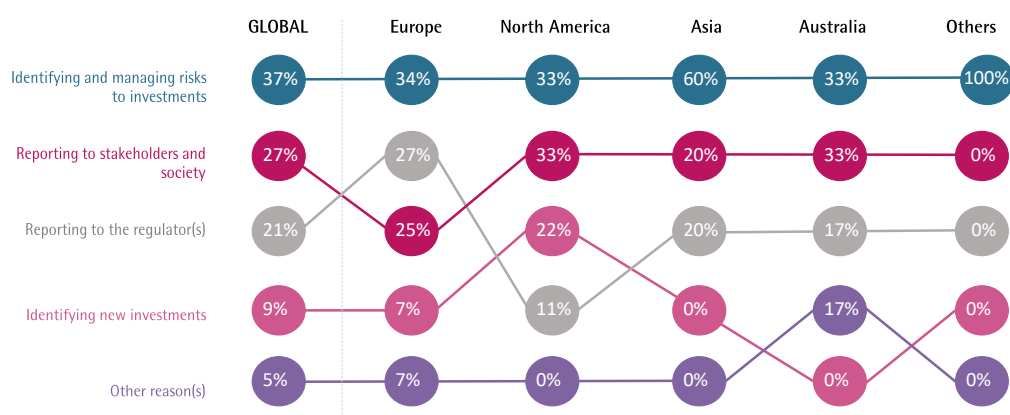 GLOBAL Europe North America Asia Australia Others
Identifying and managing risks
to investments
37% 34% 33% 60% 33% 100%
Reporting to stakeholders and
society
27% 27% 33% 20% 33% 0%
Reporting to the regulator(s)
21% 25% 22% 20% 17% 0%
Identifying new investments
9% 7% 11% 0% 17% 0%
Other reason(s)
5% 7% 0% 0% 0% 0%